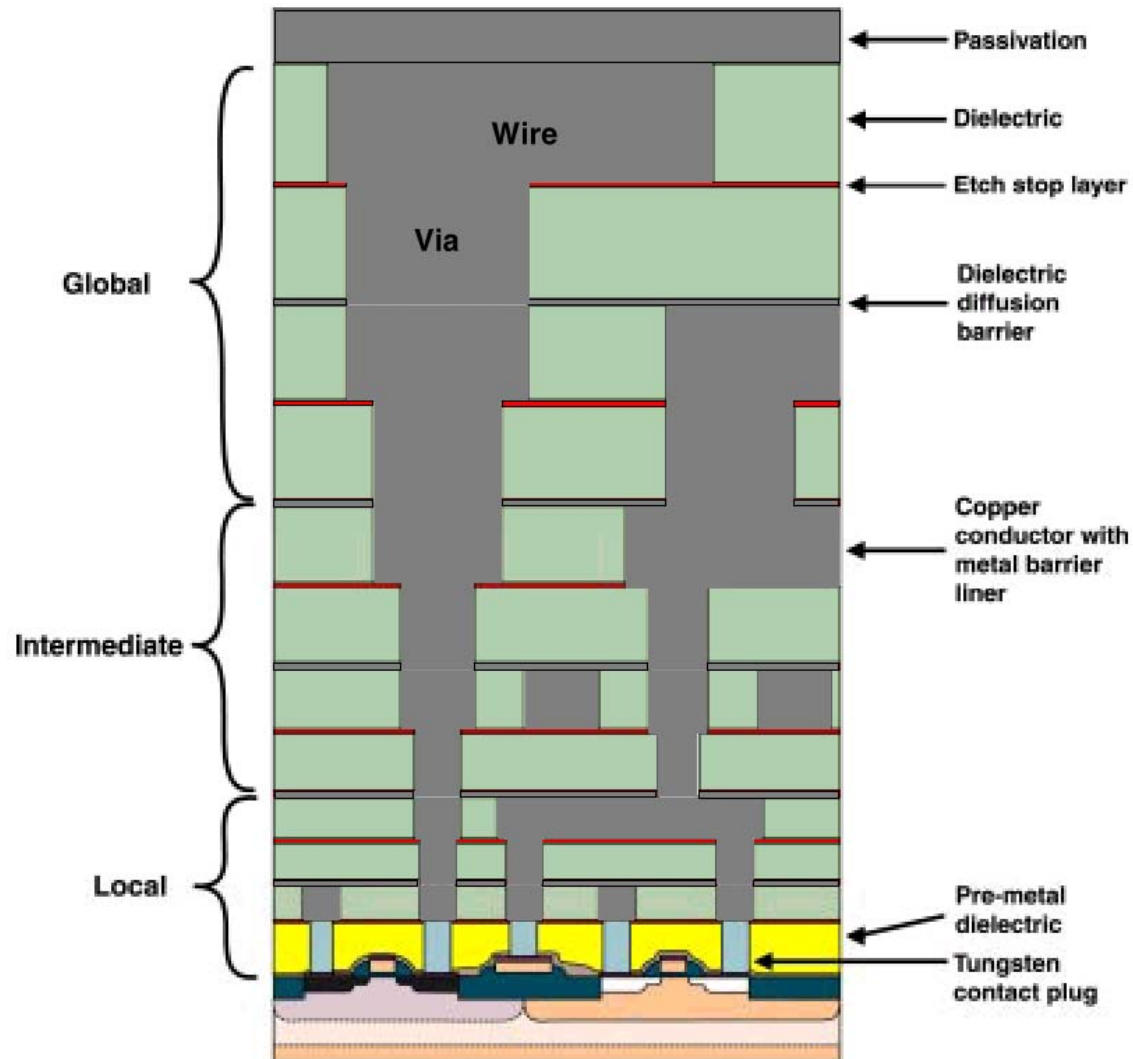 Passivation
Wire
Dielectric
Etch stop layer
Via
Global
Dielectric
diffusion
barrier
Copper
conductor with
metal barrier
liner
Intermediate
Local
Pre-metal
dielectric
Tungsten
contact plug